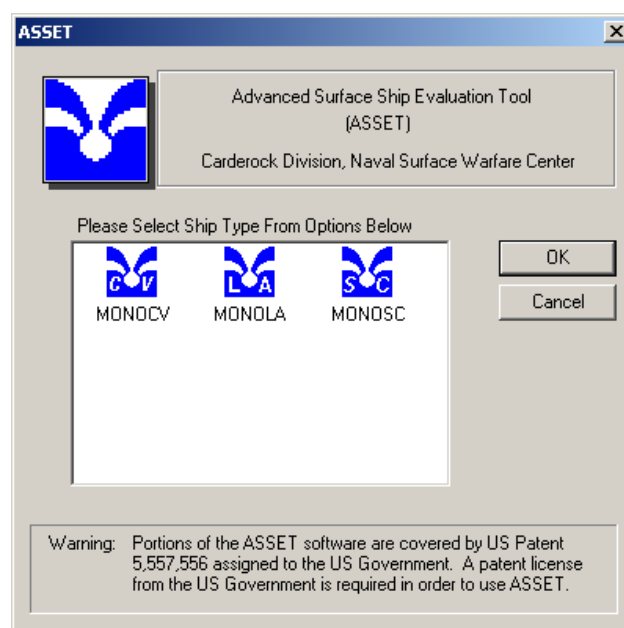 ASSET
Advanced Surface Ship Evaluation Tool
(ASSET)
Carderock Division, Naval Surface Warfare Center
Please Select Ship Type From Options Below
C V
L A
S C
MONOCV
MONOLA
MONOSC
OK
Cancel
Warning: Portions of the ASSET software are covered by US Patent
5,557,556 assigned to the US Government. A patent license
from the US Government is required in order to use ASSET.